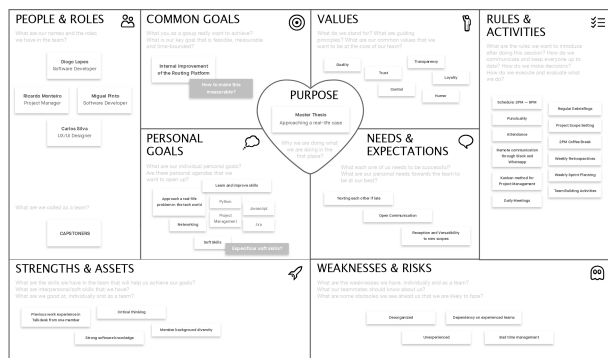 PEOPLE & ROLES
What are our names and the roles
we have in the team?
Diogo Lopes
Software Developer
Ricardo Monteiro
Project Manager
Miguel Pinto
Software Developer
Carlos Silva
UX/UI Designer
What are we called as a team?
CAPSTONERS
COMMON GOALS
What you as a group really want to achieve?
What is our key goal that is feasible, measurable
and time-bounded?
Internal Improvement
of the Routing Platform
How to make this
measurable?
VALUES
What do we stand for? What are guiding
principles? What are our common values that we
want to be at the core of our team?
Quality
Transparency
Trust
Loyalty
Control
Humor
RULES &
ACTIVITIES
What are the rules we want to introduce
after doing this session? How do we
communicate and keep everyone up to
date? How do we make decisions?
How do we execute and evaluate what
we do?
Schedule: 2PM — 6PM
Regular Debriefings
Punctuality
Project Scope Setting
Attendance
2PM Coffee Break
Remote communication
through Slack and
Whatsapp
Weekly Retrospectives
Kanban method for
Project Management
Weekly Sprint Planning
Daily Meetings
Team Building Activities
PURPOSE
Master Thesis
Approaching a real-life case
Why we are doing what
we are doing in the
first place?
PERSONAL
GOALS
What are our individual personal goals?
Are there personal agendas that we
want to open up?
Learn and improve skills
Approach a real-life
problem in the tech world
Python
Javascript
Networking
Project
Management
Soft Skills
Expedition soft skills?
NEEDS &
EXPECTATIONS
What each one of us needs to be successful?
What are our personal needs towards the team to
be at our best?
Texting each other if late
Open Communication
Reception and Versatility
to new scopes
STRENGTHS & ASSETS
What are the skills we have in the team that will help us achieve our goals?
What are interpersonal/soft skills that we have?
What are we good at, individually and as a team?
Previous work experience in
Talkdesk from one member
Critical thinking
Member background diversity
Strong software knowledge
WEAKNESSES & RISKS
What are the weaknesses we have, individually and as a team?
What our teammates should know about us?
What are some obstacles we see ahead us that we are likely to face?
Disorganized
Dependency on experienced teams
Unexperienced
Bad time management